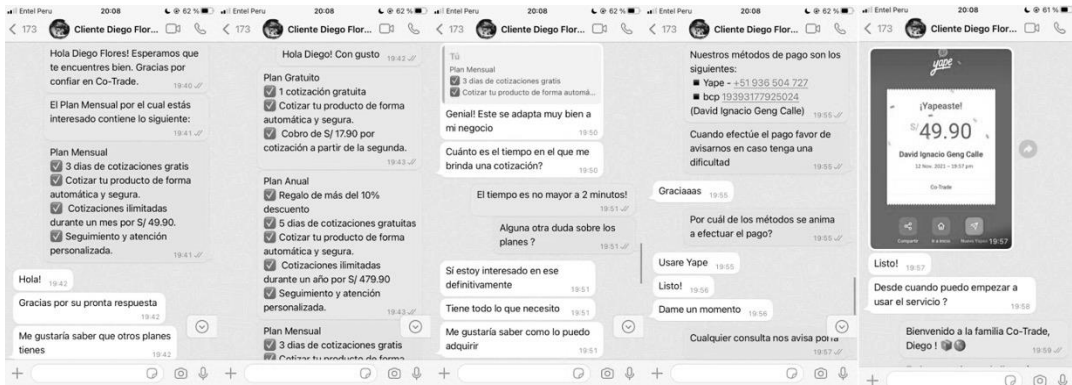 Entel Peru
20:08
62 %
173
Cliente Diego Flor...
Hola Diego Flores! Esperamos que
te encuentres bien. Gracias por
confiar en Co-Trade.
19:40
El Plan Mensual por el cual estás
interesado contiene lo siguiente:
19:41
Plan Mensual
✅ 3 dias de cotizaciones gratis
✅ Cotizar tu producto de forma
automática y segura.
✅ Cotizaciones ilimitadas
durante un mes por S/ 49.90.
✅ Seguimiento y atención
personalizada.
19:41
Hola! 19:42
Gracias por su pronta respuesta
19:42
Me gustaría saber que otros planes
tienes
19:42
Entel Peru
20:08
62 %
173
Cliente Diego Flor...
Hola Diego! Con gusto 19:42
Plan Gratuito
✅ 1 cotización gratuita
✅ Cotizar tu producto de forma
automática y segura.
✅ Cobro de S/ 17.90 por
cotización a partir de la segunda.
19:43
Plan Anual
✅ Regalo de más del 10%
descuento
✅ 5 dias de cotizaciones gratuitas
✅ Cotizar tu producto de forma
automática y segura.
✅ Cotizaciones ilimitadas
durante un año por S/ 479.90
✅ Seguimiento y atención
personalizada.
19:43
Plan Mensual
✅ 3 dias de cotizaciones gratis
✅ Cotizar tu producto de forma
Entel Peru
20:08
62 %
173
Cliente Diego Flor...
Tú
Plan Mensual
✅ 3 dias de cotizaciones gratis
✅ Cotizar tu producto de forma automá...
Genial! Este se adapta muy bien a
mi negocio
19:50
Cuánto es el tiempo en el que me
brinda una cotización?
19:50
El tiempo es no mayor a 2 minutos!
19:51
Alguna otra duda sobre los
planes ?
19:51
Sí estoy interesado en ese
definitivamente
19:51
Tiene todo lo que necesito 19:51
Me gustaría saber como lo puedo
adquirir
19:51
Entel Peru
20:08
62 %
173
Cliente Diego Flor...
Nuestros métodos de pago son los
siguientes:
■ Yape - +51 936 504 727
■ bcp 19393177925024
(David Ignacio Geng Calle)
19:55
Cuando efectúe el pago favor de
avisarnos en caso tenga una
dificultad
19:55
Graciaaas 19:55
Por cuál de los métodos se anima
a efectuar el pago?
19:55
Usare Yape 19:55
Listo! 19:56
Dame un momento 19:56
Cualquier consulta nos avisa
19:57
Entel Peru
20:08
61 %
173
Cliente Diego Flor...
yape
¡Yapeaste!
S/ 49.90
David Ignacio Geng Calle
12 Nov. 2021 - 19:57 pm
Co-Trade
Compartir
Ir a inicio
Nuevo Yapeo
19:57
Listo! 19:57
Desde cuando puedo empezar a
usar el servicio ?
19:58
Bienvenido a la familia Co-Trade,
Diego !
19:59